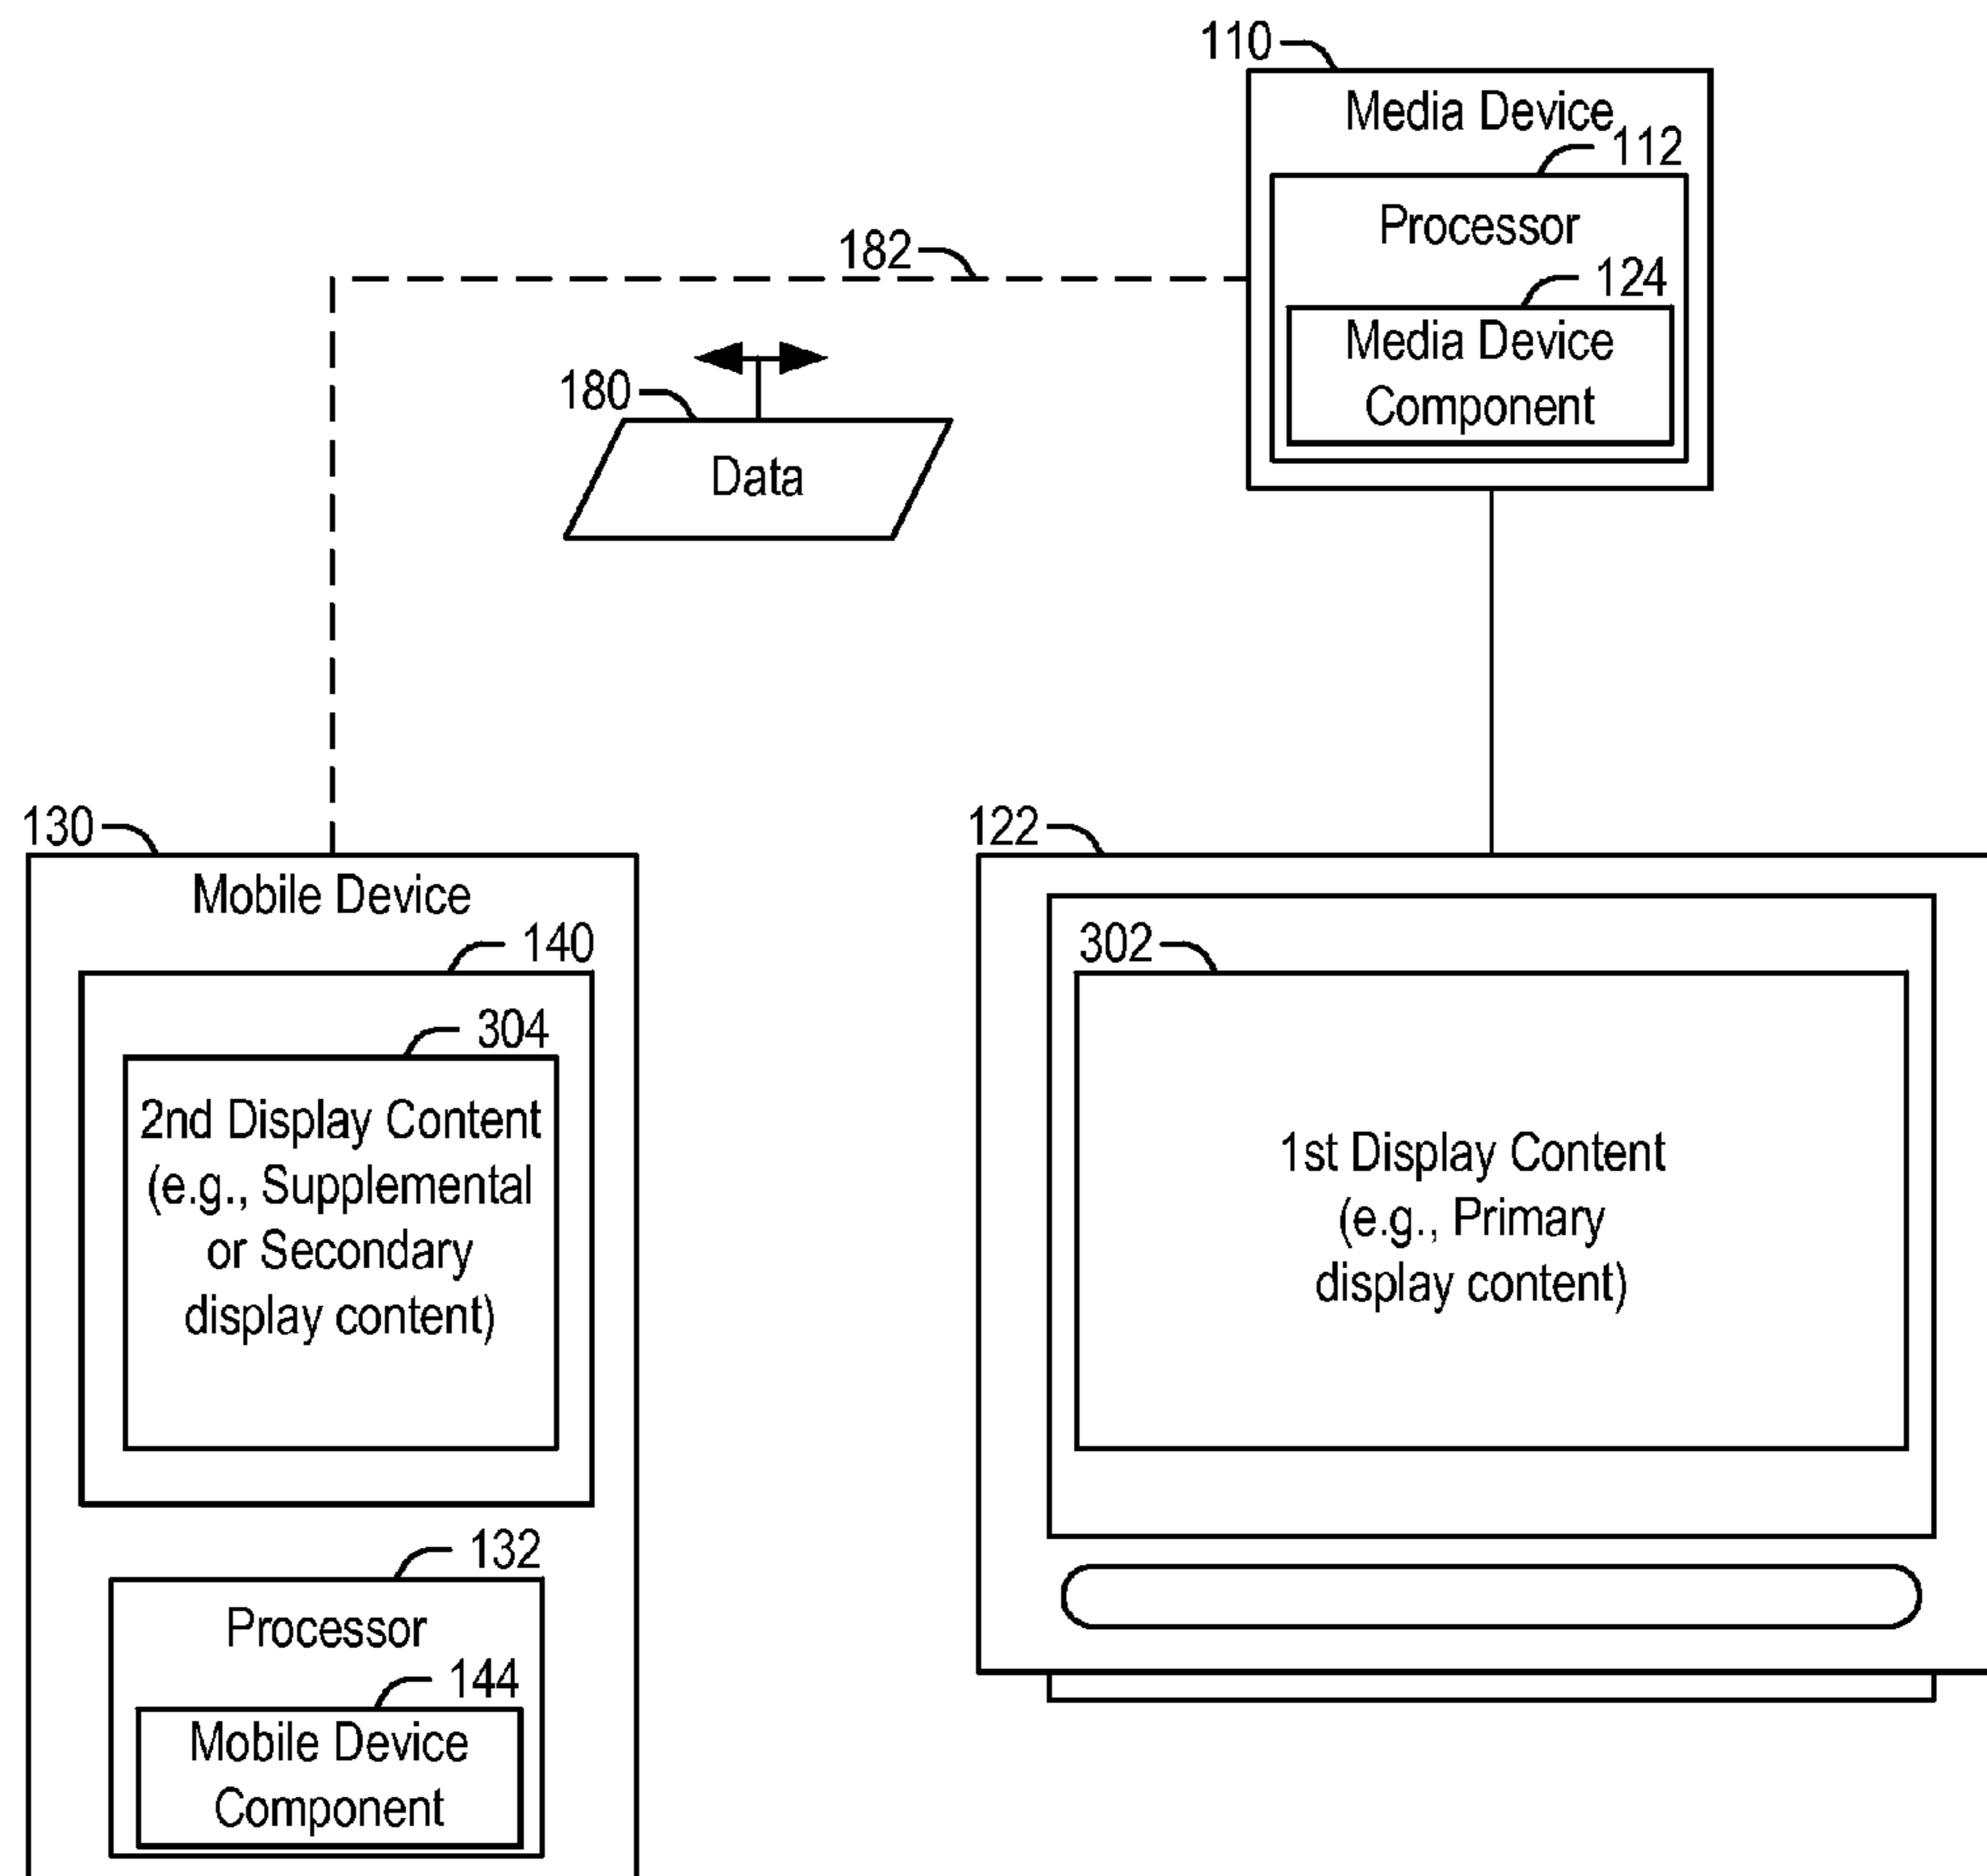 110
Media Device
112
Processor
182
124
Media Device
Component
180
Data
130
Mobile Device
140
304
2nd Display Content
(e.g., Supplemental
or Secondary
display content)
132
Processor
144
Mobile Device
Component
122
302
1st Display Content
(e.g., Primary
display content)